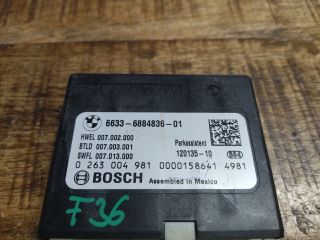 6633-6884836-01
HWEL 007.002.000
BTLD 007.003.001
SWFL 007.013.000
Parkassistent
120135-10
0 263 004 981 0000158641 4981
BOSCH
Assembled in Mexico
F36